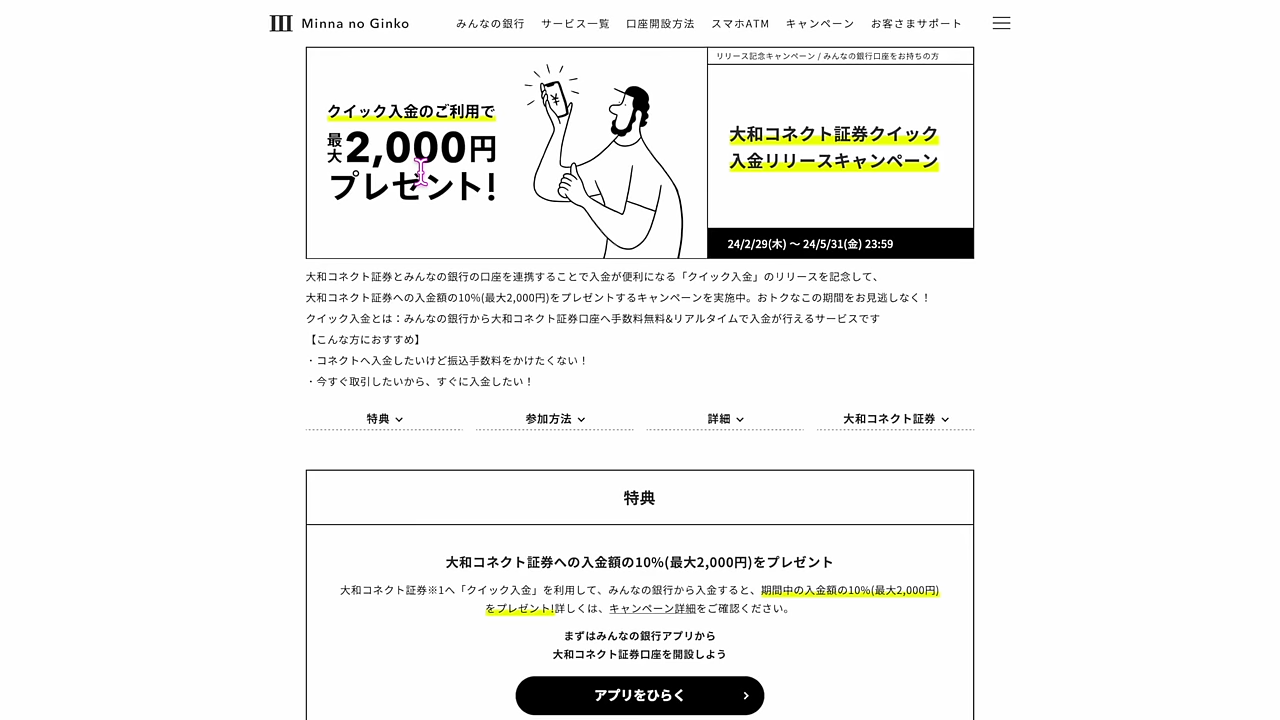 Minna no Ginko
みんなの銀行 サービス一覧 口座開設方法 スマホATM キャンペーン お客さまサポート
クイック入金のご利用で
最大2,000円
プレゼント!
¥
リリース記念キャンペーン / みんなの銀行口座をお持ちの方
大和コネクト証券クイック
入金リリースキャンペーン
24/2/29(木) 〜 24/5/31(金) 23:59
大和コネクト証券とみんなの銀行の口座を連携することで入金が便利になる「クイック入金」のリリースを記念して、
大和コネクト証券への入金額の10%(最大2,000円)をプレゼントするキャンペーンを実施中。おトクなこの期間をお見逃しなく！
クイック入金とは：みんなの銀行から大和コネクト証券口座へ手数料無料&リアルタイムで入金が行えるサービスです
【こんな方におすすめ】
・コネクトへ入金したいけど振込手数料をかけたくない！
・今すぐ取引したいから、すぐに入金したい！
特典 参加方法 詳細 大和コネクト証券
特典
大和コネクト証券への入金額の10%(最大2,000円)をプレゼント
大和コネクト証券※1へ「クイック入金」を利用して、みんなの銀行から入金すると、期間中の入金額の10%(最大2,000円)
をプレゼント!詳しくは、キャンペーン詳細をご確認ください。
まずはみんなの銀行アプリから
大和コネクト証券口座を開設しよう
アプリをひらく